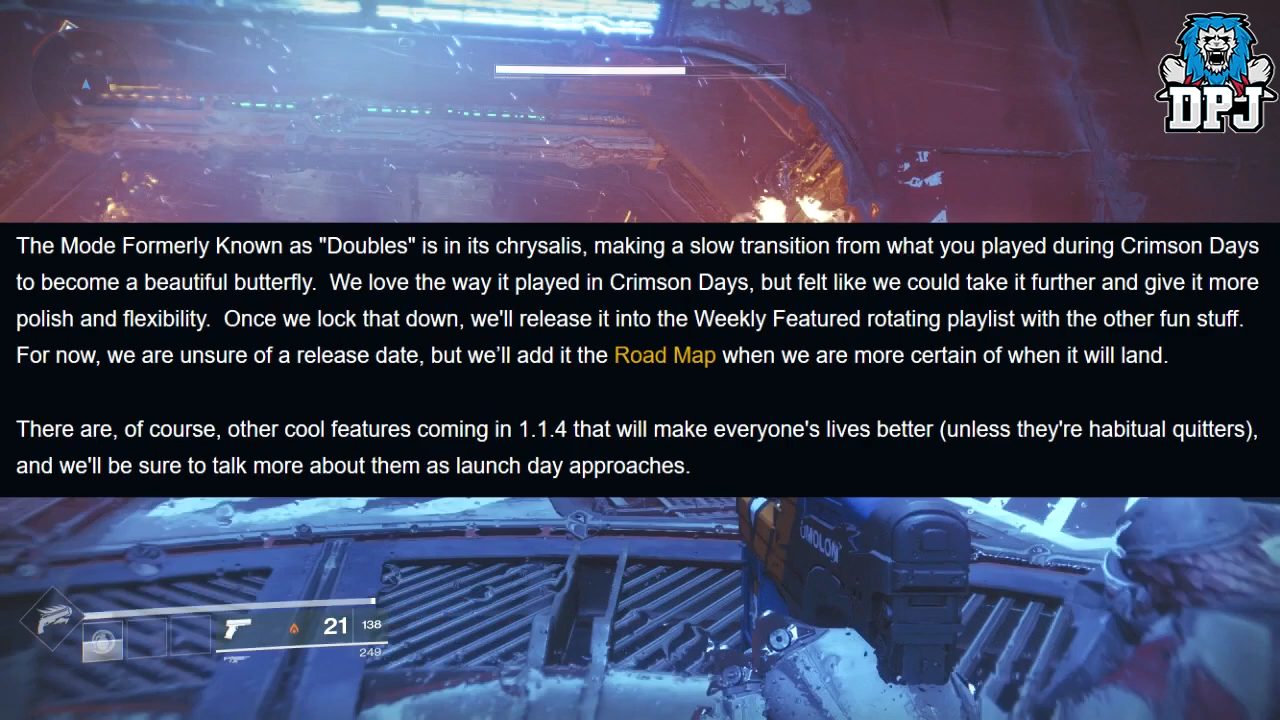 DPJ
The Mode Formerly Known as "Doubles" is in its chrysalis, making a slow transition from what you played during Crimson Days
to become a beautiful butterfly.  We love the way it played in Crimson Days, but felt like we could take it further and give it more
polish and flexibility.  Once we lock that down, we'll release it into the Weekly Featured rotating playlist with the other fun stuff.
For now, we are unsure of a release date, but we’ll add it the Road Map when we are more certain of when it will land.
There are, of course, other cool features coming in 1.1.4 that will make everyone's lives better (unless they're habitual quitters),
and we'll be sure to talk more about them as launch day approaches.
OMOLON
21 138
249